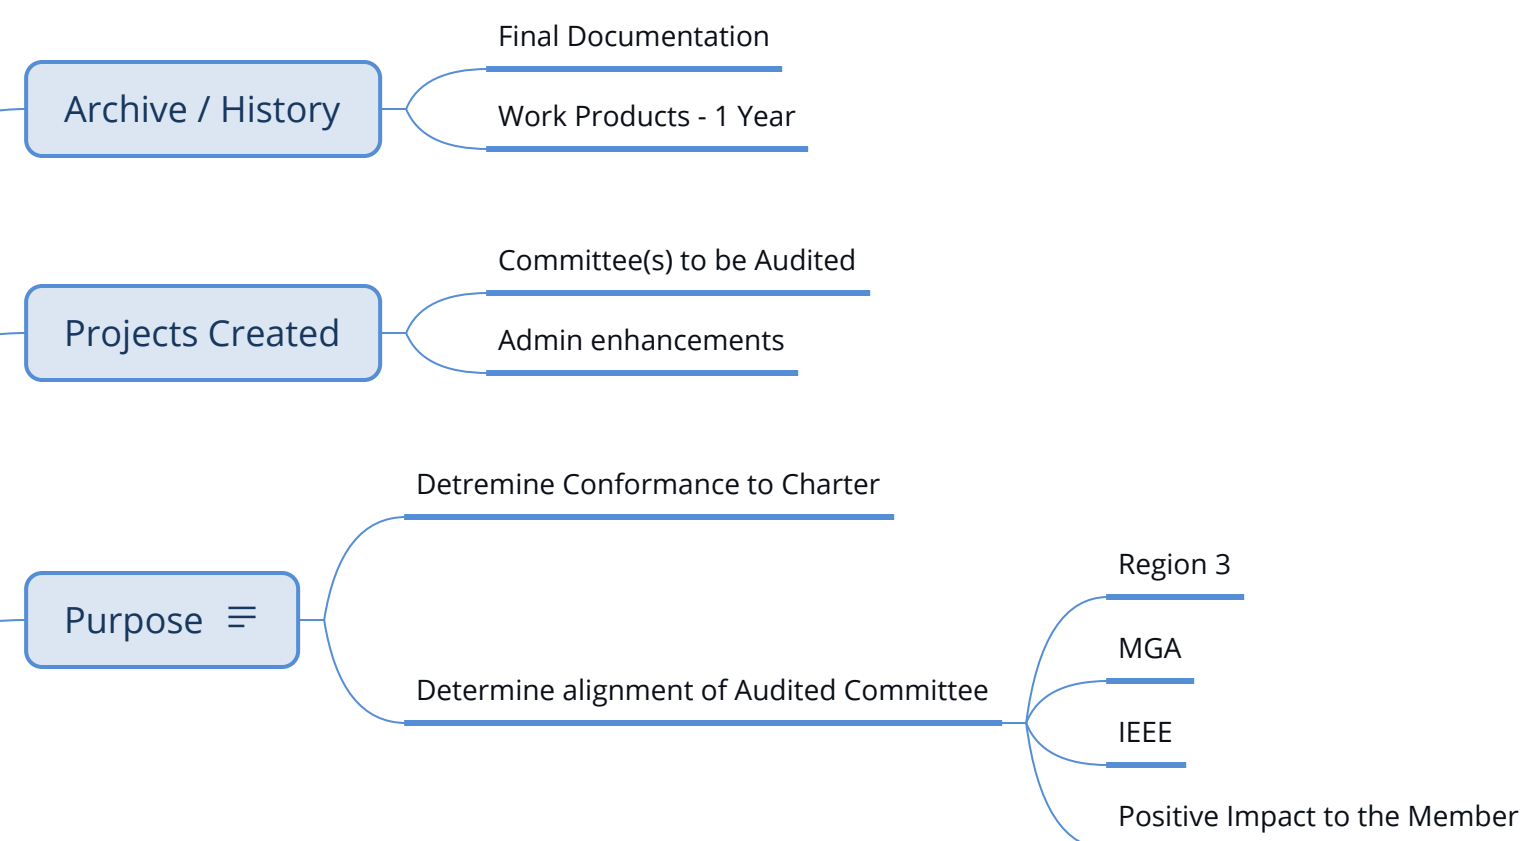 Final Documentation
Archive / History
Work Products - 1 Year
Committee(s) to be Audited
Projects Created
Admin enhancements
Detremine Conformance to Charter
Region 3
Purpose
MGA
Determine alignment of Audited Committee
IEEE
Positive Impact to the Member